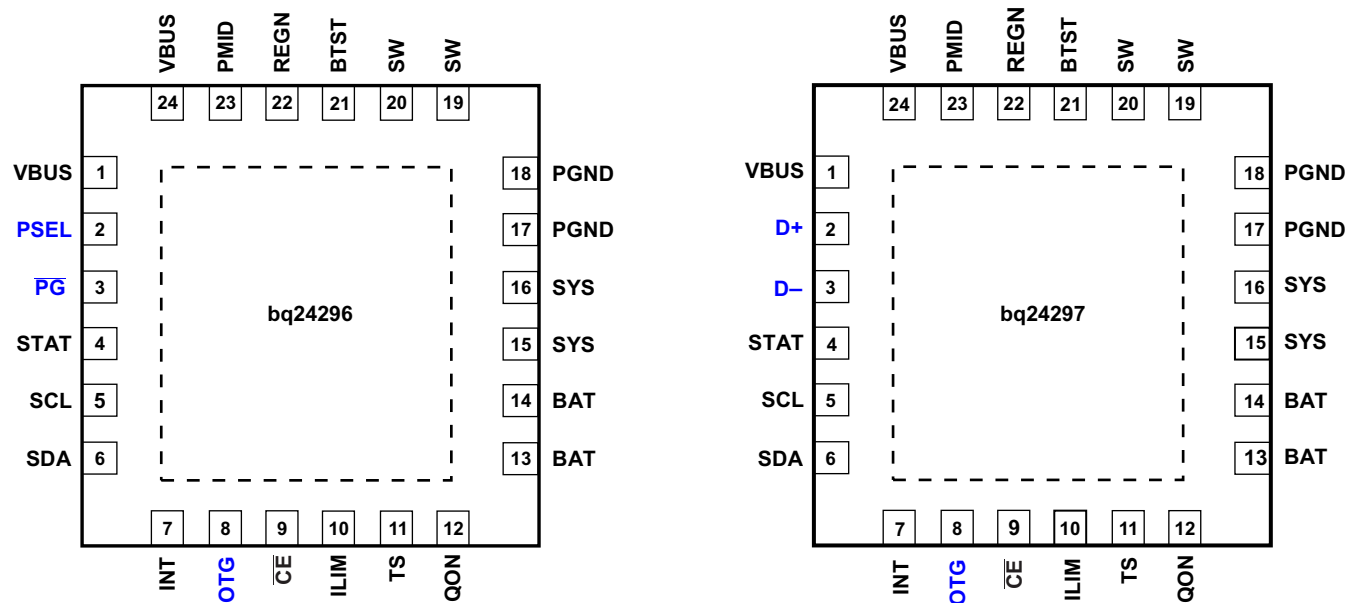 VBUS PMID REGN BTST SW SW
24 23 22 21 20 19
VBUS 1 18 PGND
PSEL 2 17 PGND
P̅G̅ 3 16 SYS
bq24296
STAT 4 15 SYS
SCL 5 14 BAT
SDA 6 13 BAT
7 8 9 10 11 12
INT OTG C̅E̅ ILIM TS QON
VBUS PMID REGN BTST SW SW
24 23 22 21 20 19
VBUS 1 18 PGND
D+ 2 17 PGND
D– 3 16 SYS
bq24297
STAT 4 15 SYS
SCL 5 14 BAT
SDA 6 13 BAT
7 8 9 10 11 12
INT OTG C̅E̅ ILIM TS QON